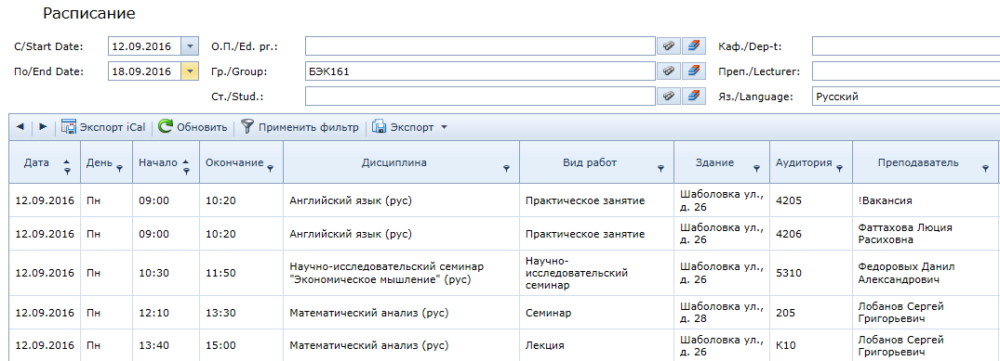 Расписание
С/Start Date: 12.09.2016 О.П./Ed. pr.: Каф./Dep-t:
По/End Date: 18.09.2016 Гр./Group: БЭК161 Преп./Lecturer:
Ст./Stud.: Яз./Language: Русский
Экспорт iCal Обновить Применить фильтр Экспорт
Дата День Начало Окончание Дисциплина Вид работ Здание Аудитория Преподаватель
12.09.2016 Пн 09:00 10:20 Английский язык (рус) Практическое занятие Шаболовка ул., 4205 !Вакансия
д. 26
12.09.2016 Пн 09:00 10:20 Английский язык (рус) Практическое занятие Шаболовка ул., 4206 Фаттахова Люция
д. 26 Расиховна
12.09.2016 Пн 10:30 11:50 Научно-исследовательский семинар Научно- Шаболовка ул., 5310 Федоровых Данил
"Экономическое мышление" (рус) исследовательский д. 26 Александрович
семинар
12.09.2016 Пн 12:10 13:30 Математический анализ (рус) Семинар Шаболовка ул., 205 Лобанов Сергей
д. 28 Григорьевич
12.09.2016 Пн 13:40 15:00 Математический анализ (рус) Лекция Шаболовка ул., К10 Лобанов Сергей
д. 26 Григорьевич